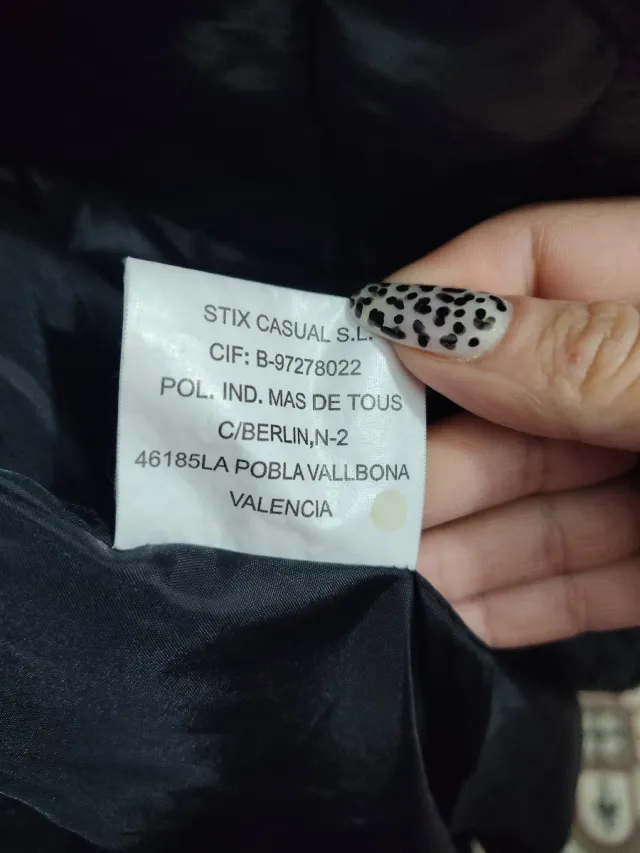 STIX CASUAL S.L.
CIF: B-97278022
POL. IND. MAS DE TOUS
C/BERLIN,N-2
46185LA POBLA VALLBONA
VALENCIA